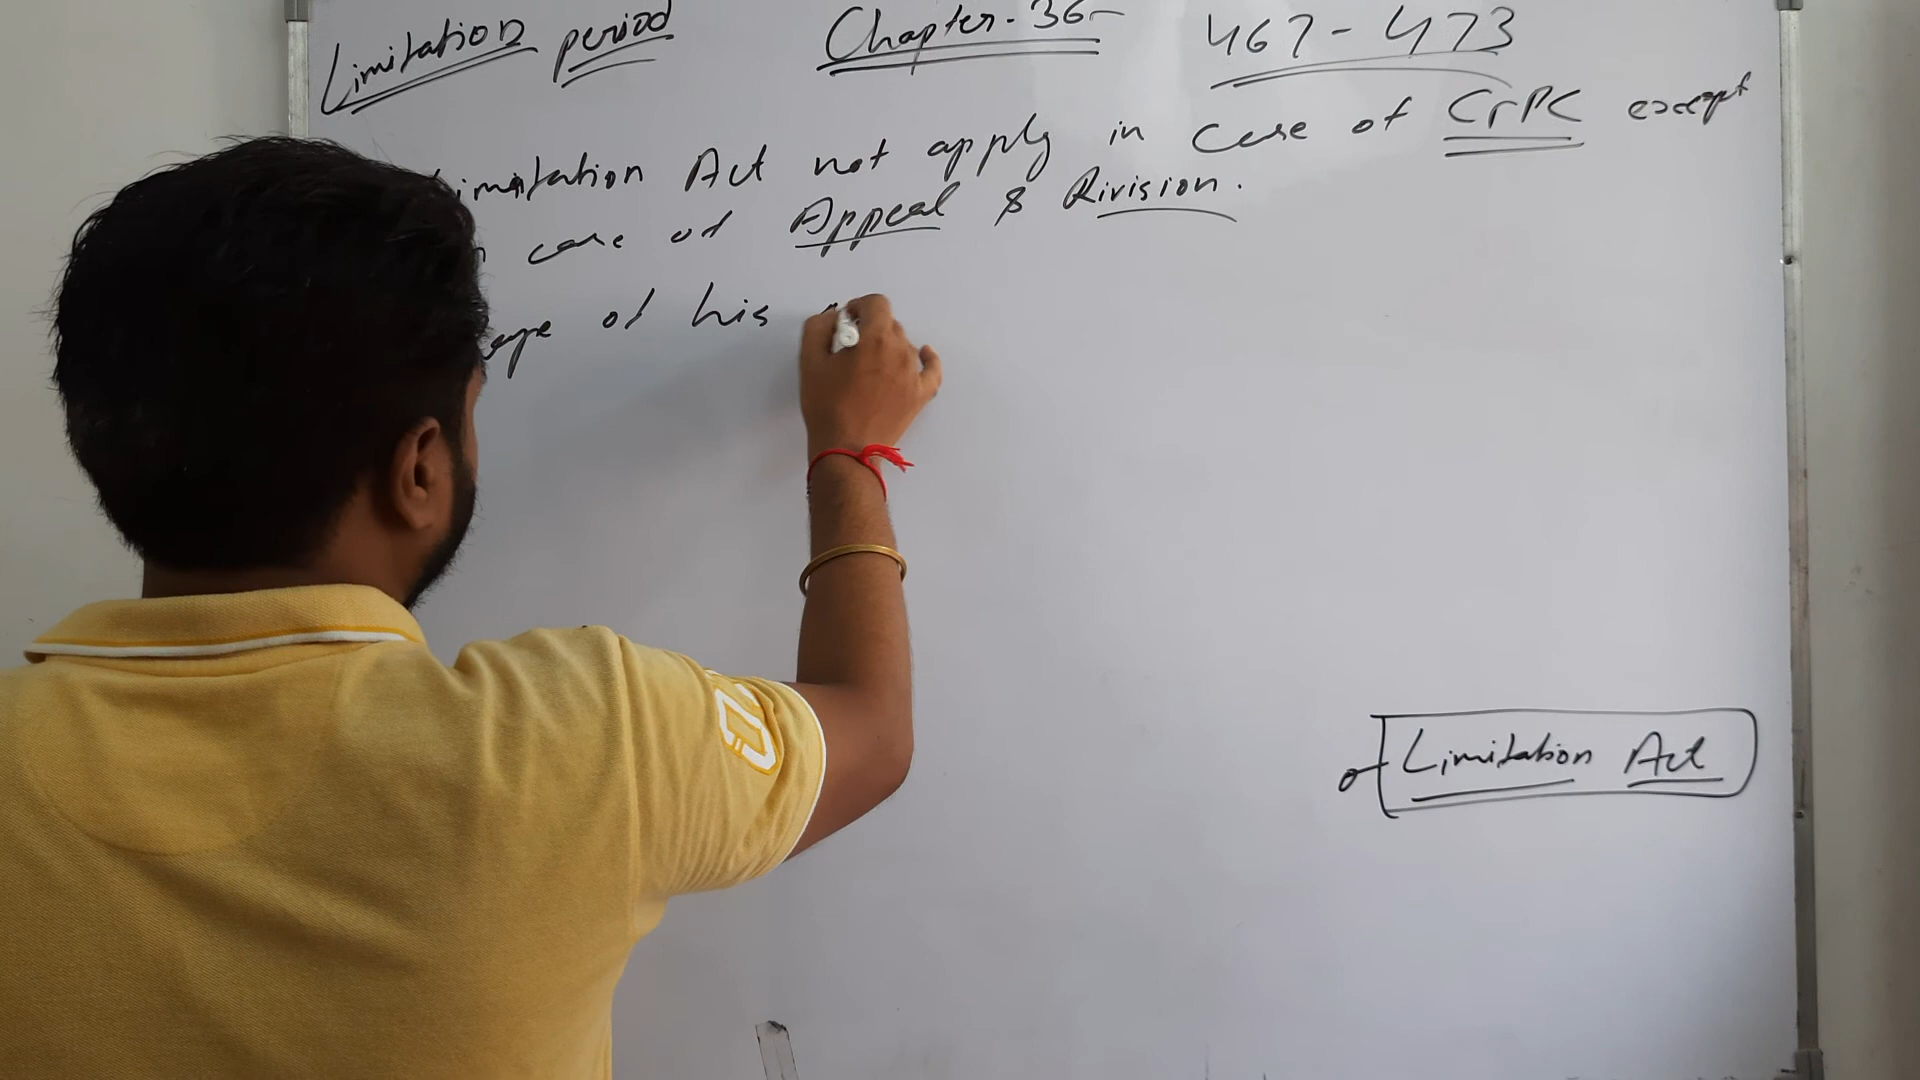 Limitation period Chapter-36- 467-473
Limitation Act not apply in case of CrPC except
case of Appeal & Rivision.
of his
of Limitation Act